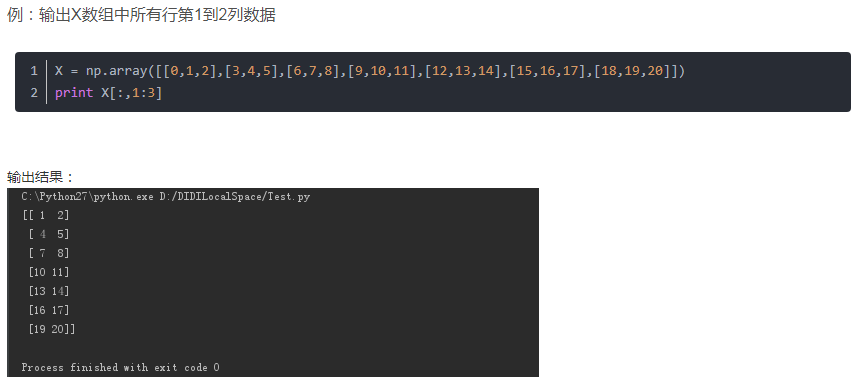 例：输出X数组中所有行第1到2列数据
1 X = np.array([[0,1,2],[3,4,5],[6,7,8],[9,10,11],[12,13,14],[15,16,17],[18,19,20]])
2 print X[:,1:3]
输出结果：
C:\Python27\python.exe D:/DIDILocalSpace/Test.py
[[ 1  2]
 [ 4  5]
 [ 7  8]
 [10 11]
 [13 14]
 [16 17]
 [19 20]]
Process finished with exit code 0